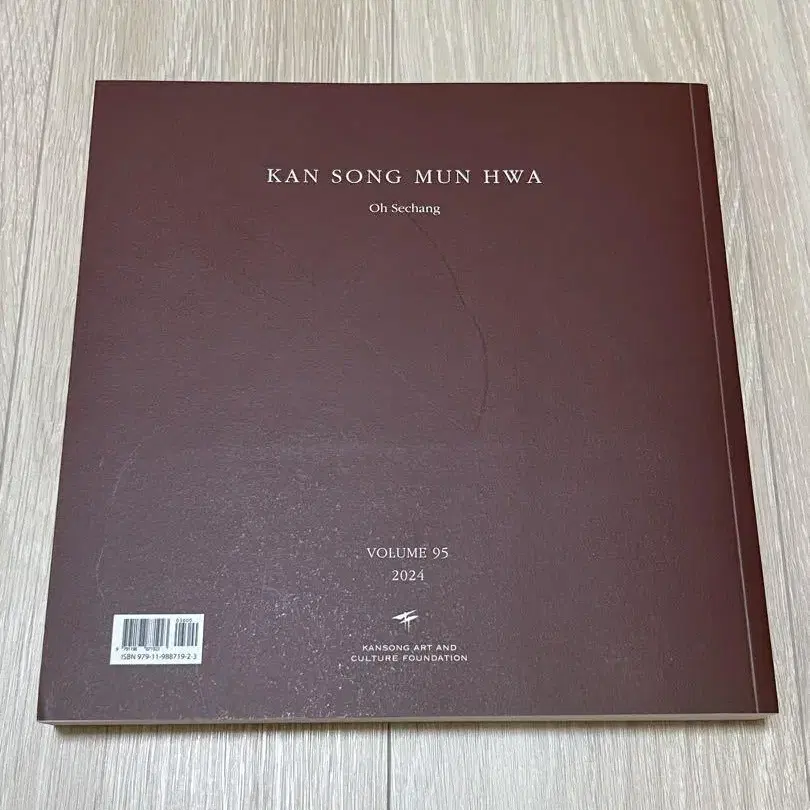 KAN SONG MUN HWA
Oh Sechang
VOLUME 95
2024
KANSONG ART AND
CULTURE FOUNDATION
03600
ISBN 979-11-988719-2-3